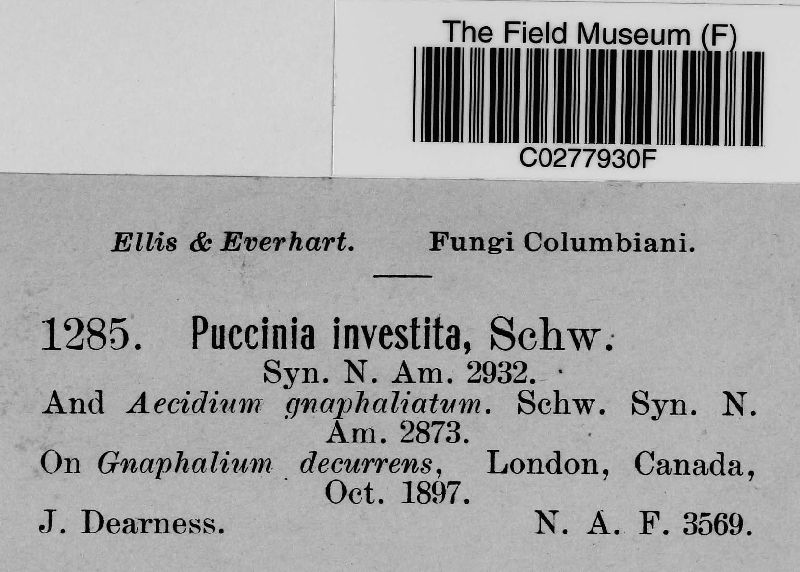 The Field Museum (F)
C0277930F
Ellis & Everhart. Fungi Columbiani.
1285. Puccinia investita, Schw.
Syn. N. Am. 2932.
And Aecidium gnaphaliatum. Schw. Syn. N.
Am. 2873.
On Gnaphalium decurrens, London, Canada,
Oct. 1897.
J. Dearness. N. A. F. 3569.